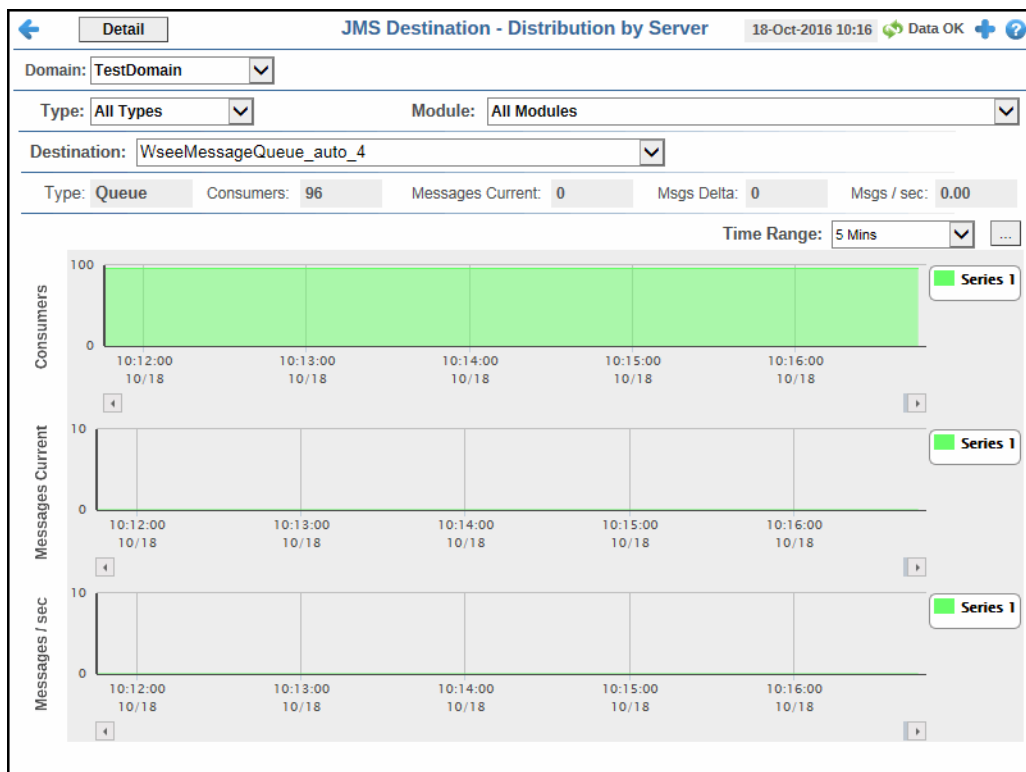 Detail JMS Destination - Distribution by Server 18-Oct-2016 10:16 Data OK
Domain: TestDomain
Type: All Types Module: All Modules
Destination: WseeMessageQueue_auto_4
Type: Queue Consumers: 96 Messages Current: 0 Msgs Delta: 0 Msgs / sec: 0.00
Time Range: 5 Mins ...
Consumers
100
0
Series 1
10:12:00 10:13:00 10:14:00 10:15:00 10:16:00
10/18 10/18 10/18 10/18 10/18
Messages Current
10
0
Series 1
10:12:00 10:13:00 10:14:00 10:15:00 10:16:00
10/18 10/18 10/18 10/18 10/18
Messages / sec
10
0
Series 1
10:12:00 10:13:00 10:14:00 10:15:00 10:16:00
10/18 10/18 10/18 10/18 10/18